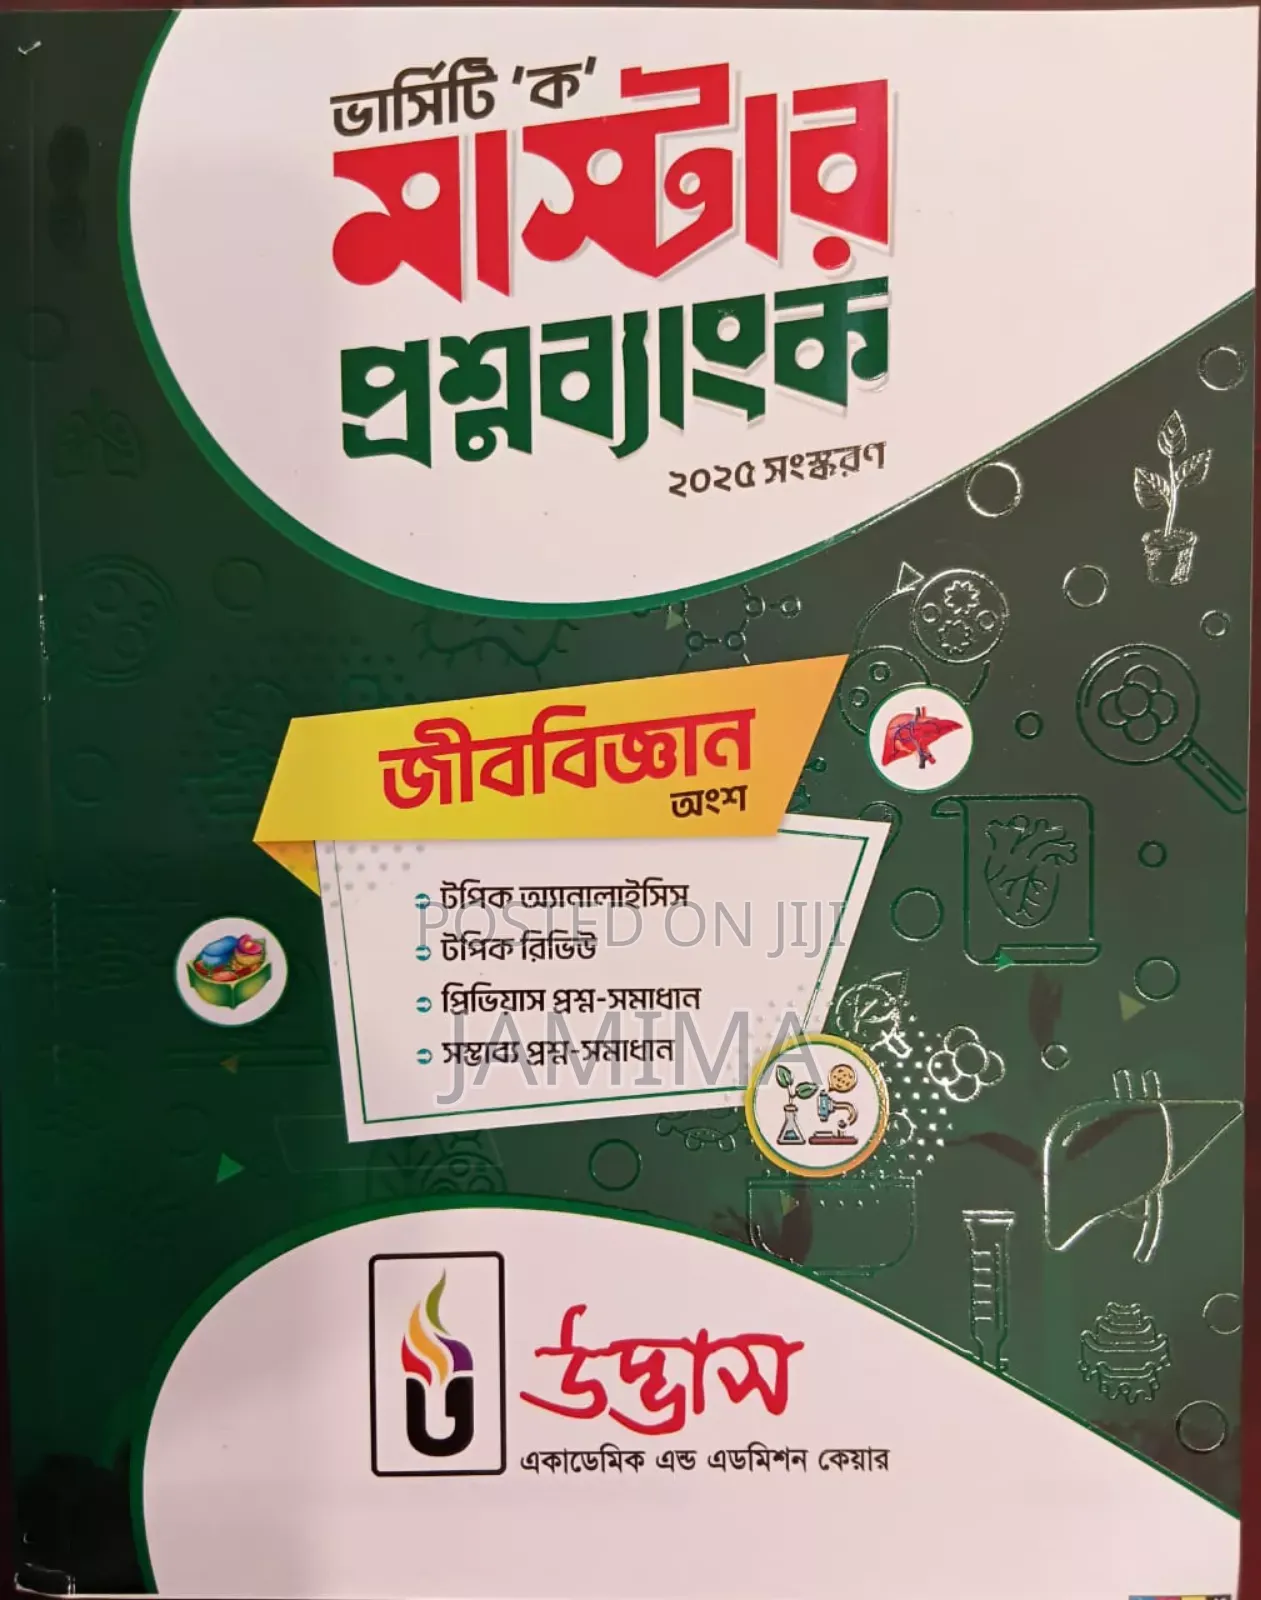 ভার্সিটি 'ক'
মাস্টার
প্রশ্নব্যাংক
২০২৫ সংস্করণ
জীববিজ্ঞান
অংশ
টপিক অ্যানালাইসিস
POSTED ON JIJI
টপিক রিভিউ
প্রিভিয়াস প্রশ্ন-সমাধান
JAMIMA
সম্ভাব্য প্রশ্ন-সমাধান
উদ্ভাস
একাডেমিক এন্ড এডমিশন কেয়ার